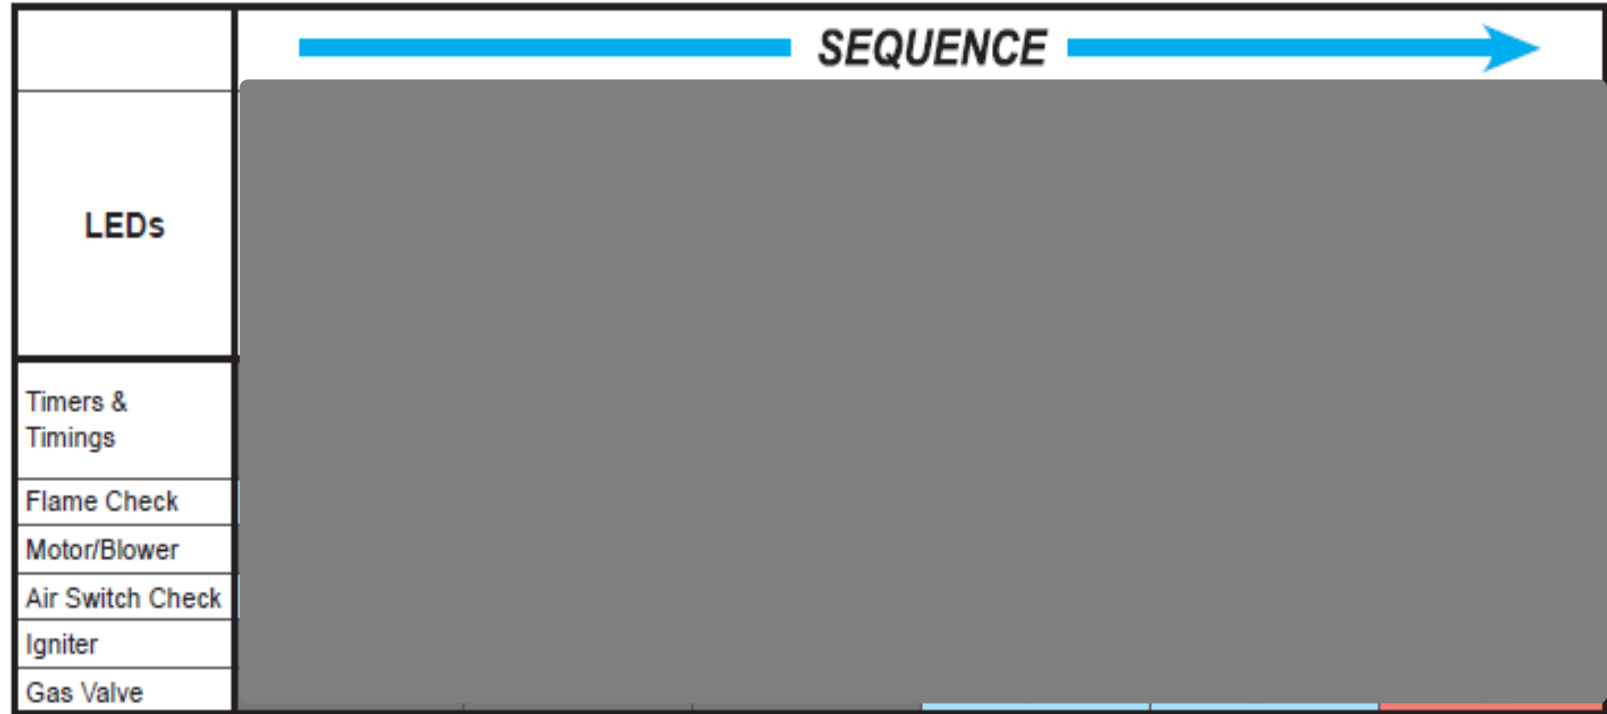 SEQUENCE
LEDs
Timers &
Timings
Flame Check
Motor/Blower
Air Switch Check
Igniter
Gas Valve